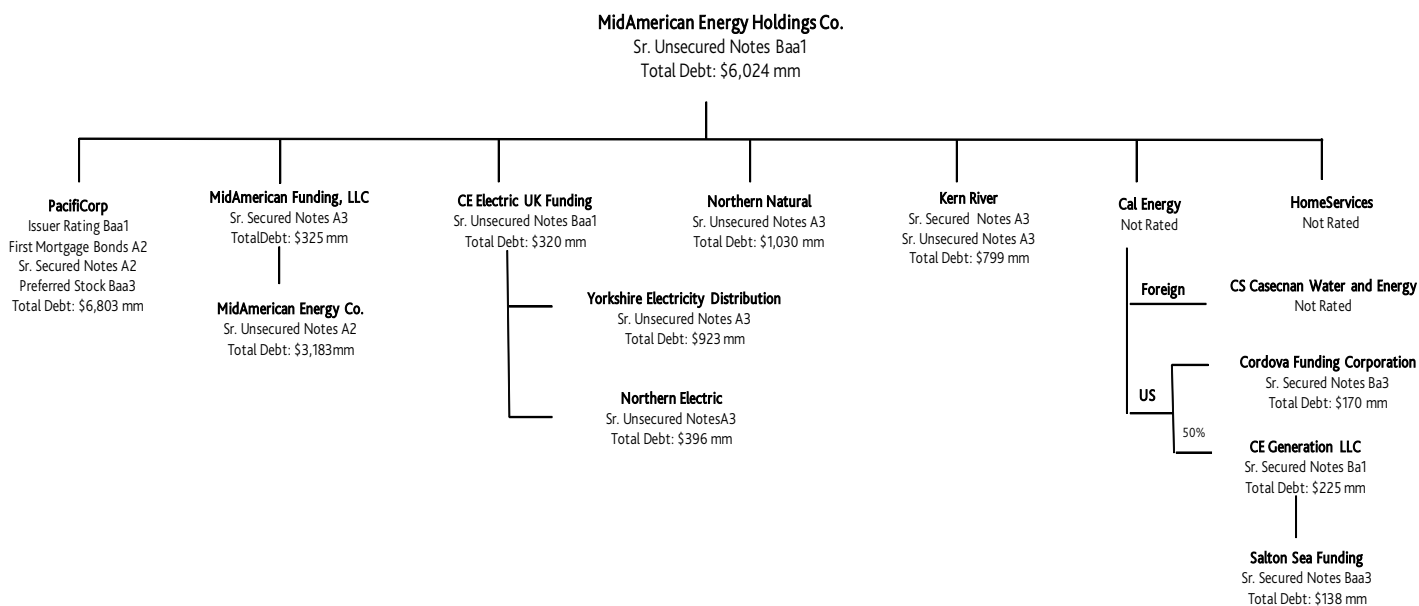 MidAmerican Energy Holdings Co.
Sr. Unsecured Notes Baa1
Total Debt: $6,024 mm
PacifiCorp
Issuer Rating Baa1
First Mortgage Bonds A2
Sr. Secured Notes A2
Preferred Stock Baa3
Total Debt: $6,803 mm
MidAmerican Funding, LLC
Sr. Secured Notes A3
TotalDebt: $325 mm
MidAmerican Energy Co.
Sr. Unsecured Notes A2
Total Debt: $3,183mm
CE Electric UK Funding
Sr. Unsecured Notes Baa1
Total Debt: $320 mm
Yorkshire Electricity Distribution
Sr. Unsecured Notes A3
Total Debt: $923 mm
Northern Electric
Sr. Unsecured NotesA3
Total Debt: $396 mm
Northern Natural
Sr. Unsecured Notes A3
Total Debt: $1,030 mm
Kern River
Sr. Secured Notes A3
Sr. Unsecured Notes A3
Total Debt: $799 mm
Cal Energy
Not Rated
Foreign
CS Casecnan Water and Energy
Not Rated
US
Cordova Funding Corporation
Sr. Secured Notes Ba3
Total Debt: $170 mm
50%
CE Generation LLC
Sr. Secured Notes Ba1
Total Debt: $225 mm
Salton Sea Funding
Sr. Secured Notes Baa3
Total Debt: $138 mm
HomeServices
Not Rated